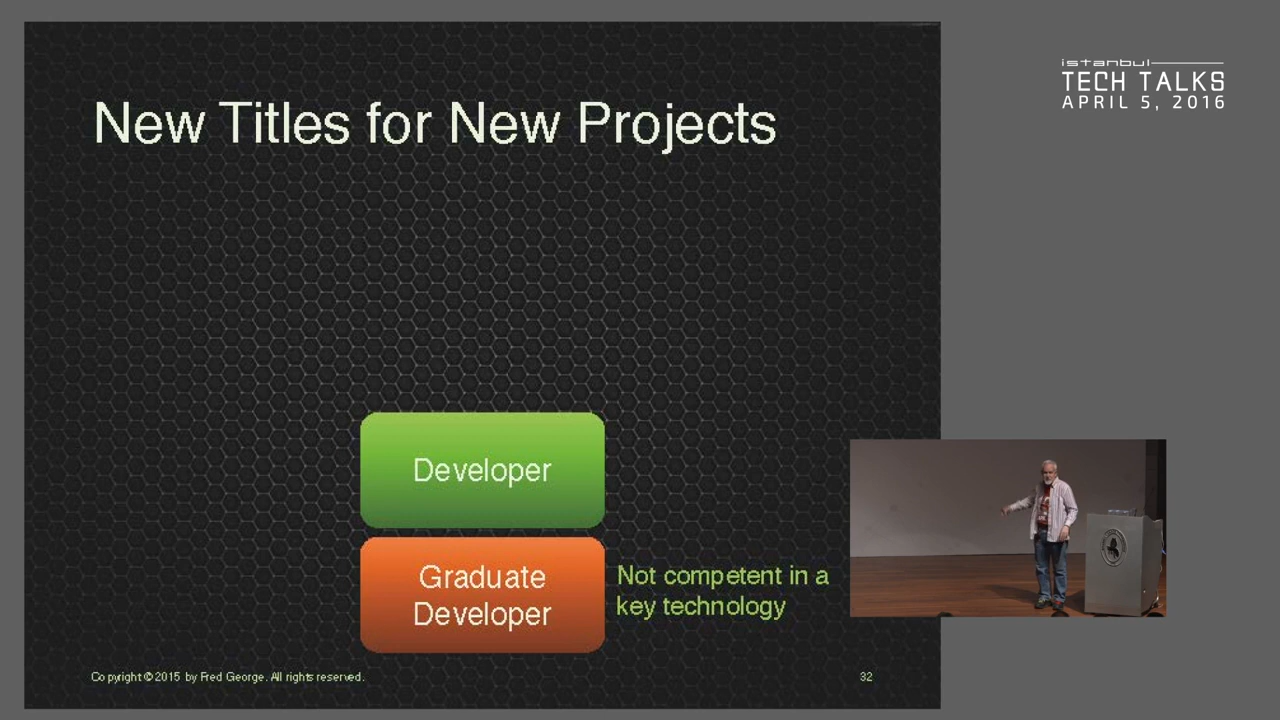 New Titles for New Projects
istanbul
TECH TALKS
APRIL 5, 2016
Developer
Graduate
Developer
Not competent in a
key technology
Copyright © 2015 by Fred George. All rights reserved.
32